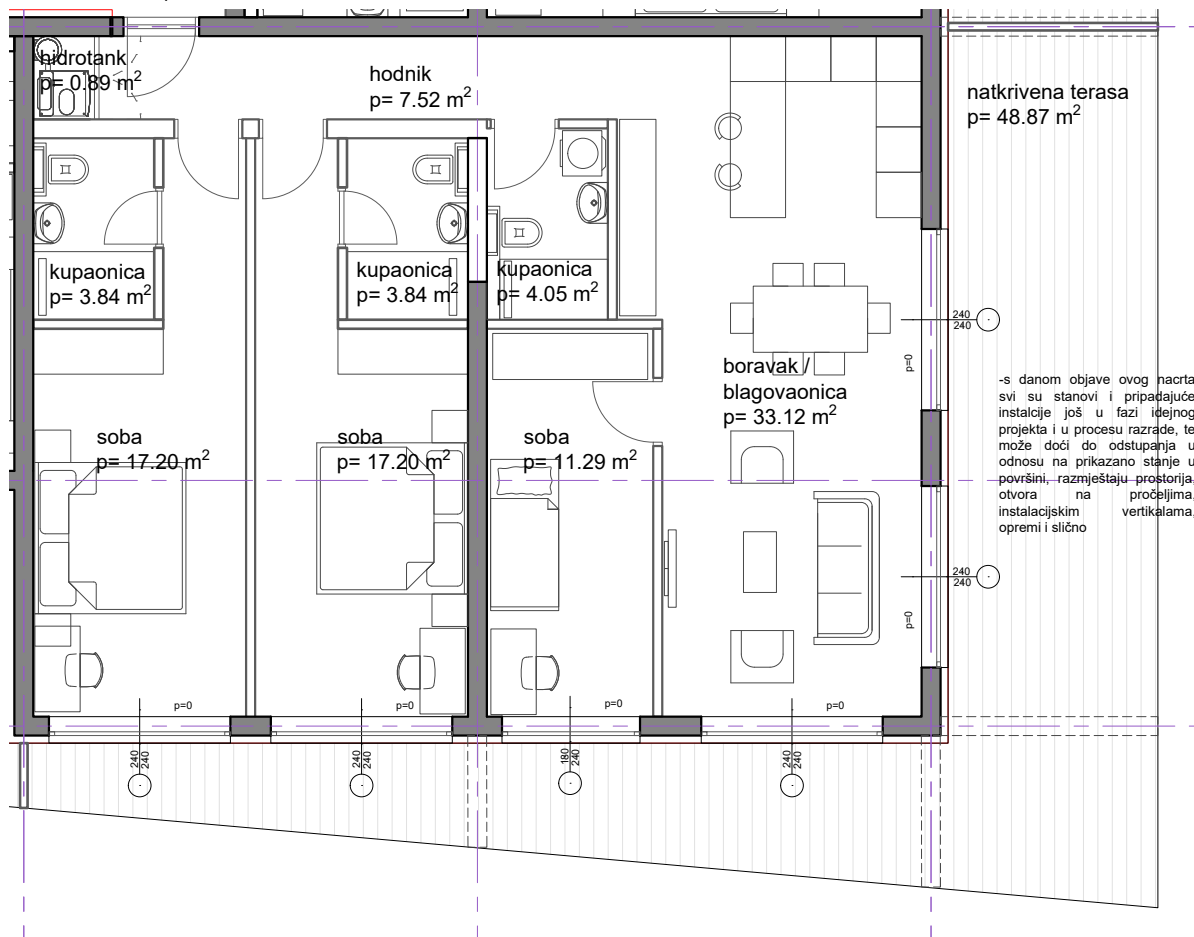 hidrotank
p= 0.89 m²
hodnik
p= 7.52 m²
natkrivena terasa
p= 48.87 m²
kupaonica
p= 3.84 m²
kupaonica
p= 3.84 m²
kupaonica
p= 4.05 m²
240
240
p=0
boravak /
blagovaonica
p= 33.12 m²
-s danom objave ovog nacrta
svi su stanovi i pripadajuće
instalcije još u fazi idejnog
projekta i u procesu razrade, te
može doći do odstupanja u
odnosu na prikazano stanje u
površini, razmještaju prostorija,
otvora na pročeljima,
instalacijskim vertikalama,
opremi i slično
soba
p= 17.20 m²
soba
p= 17.20 m²
soba
p= 11.29 m²
240
240
p=0
p=0
p=0
p=0
p=0
240
240
240
240
180
240
240
240